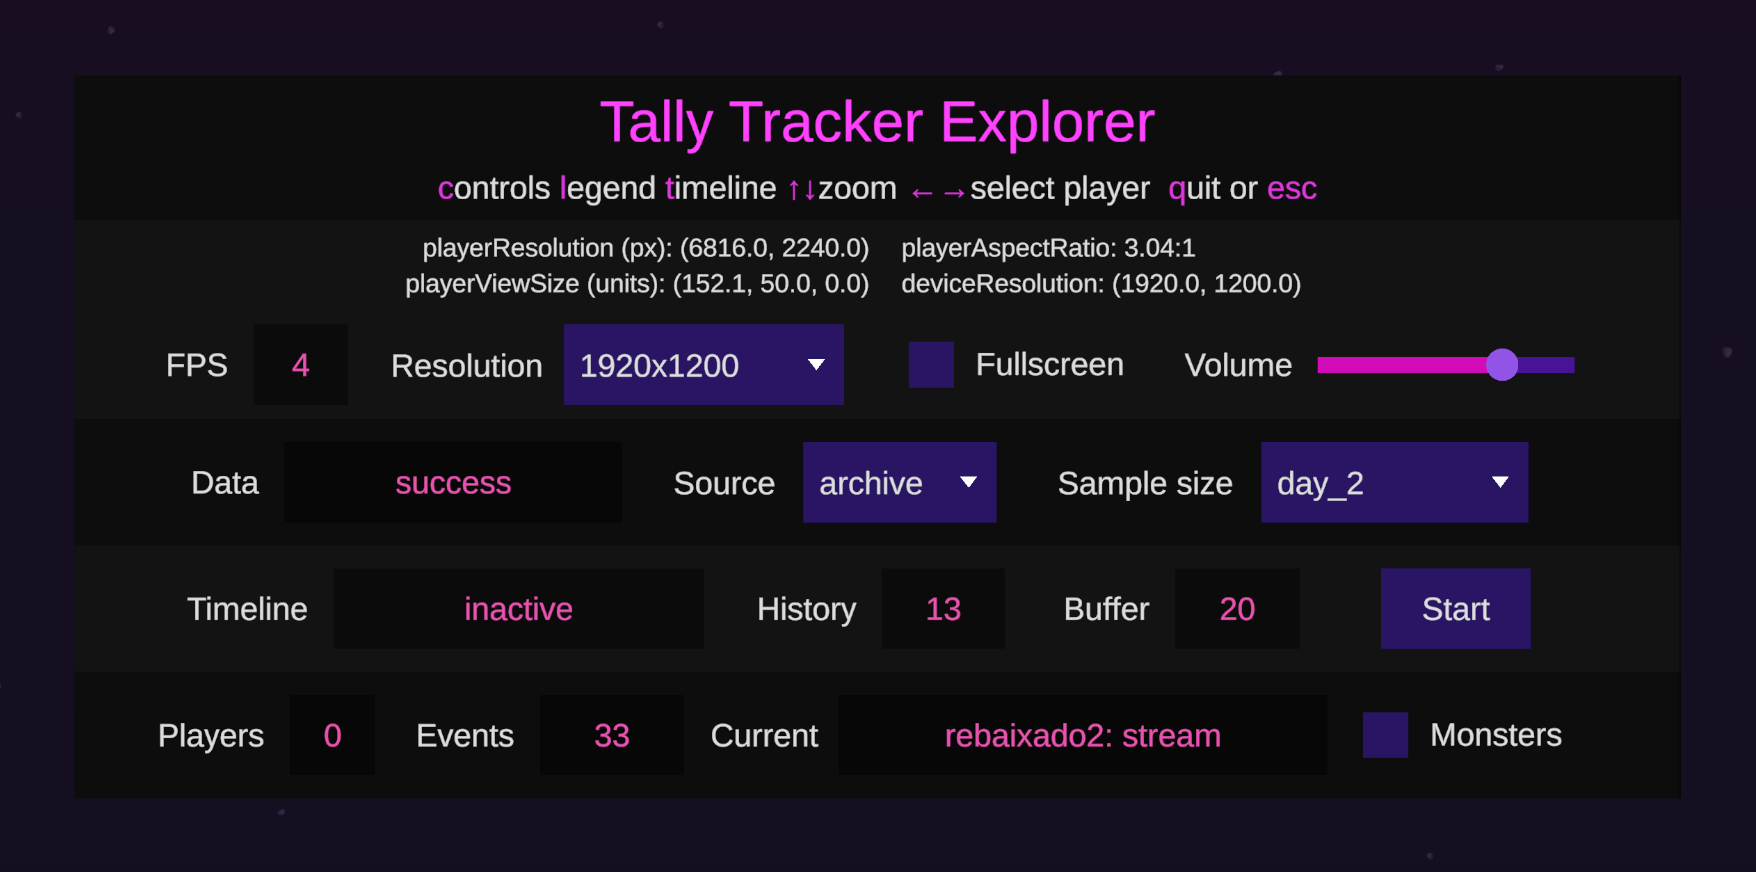 Tally Tracker Explorer
controls legend timeline ↑↓zoom ←→select player quit or esc
playerResolution (px): (6816.0, 2240.0) playerAspectRatio: 3.04:1
playerViewSize (units): (152.1, 50.0, 0.0) deviceResolution: (1920.0, 1200.0)
FPS 4 Resolution 1920x1200 Fullscreen Volume
Data success Source archive Sample size day_2
Timeline inactive History 13 Buffer 20 Start
Players 0 Events 33 Current rebaixado2: stream Monsters